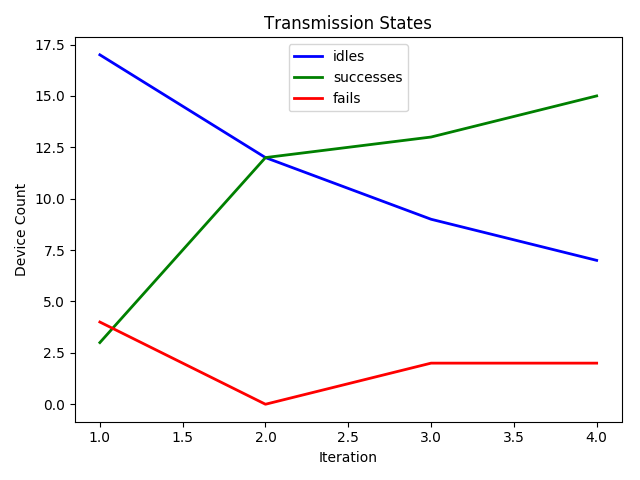 Transmission States
idles
successes
fails
17.5
15.0
12.5
10.0
7.5
5.0
2.5
0.0
Device Count
1.0 1.5 2.0 2.5 3.0 3.5 4.0
Iteration